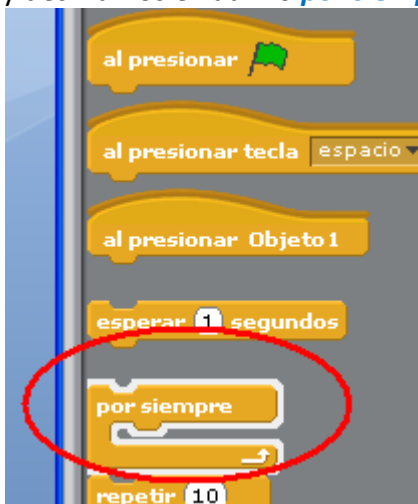 al presionar
al presionar tecla espacio
al presionar Objeto1
esperar 1 segundos
por siempre
repetir 10